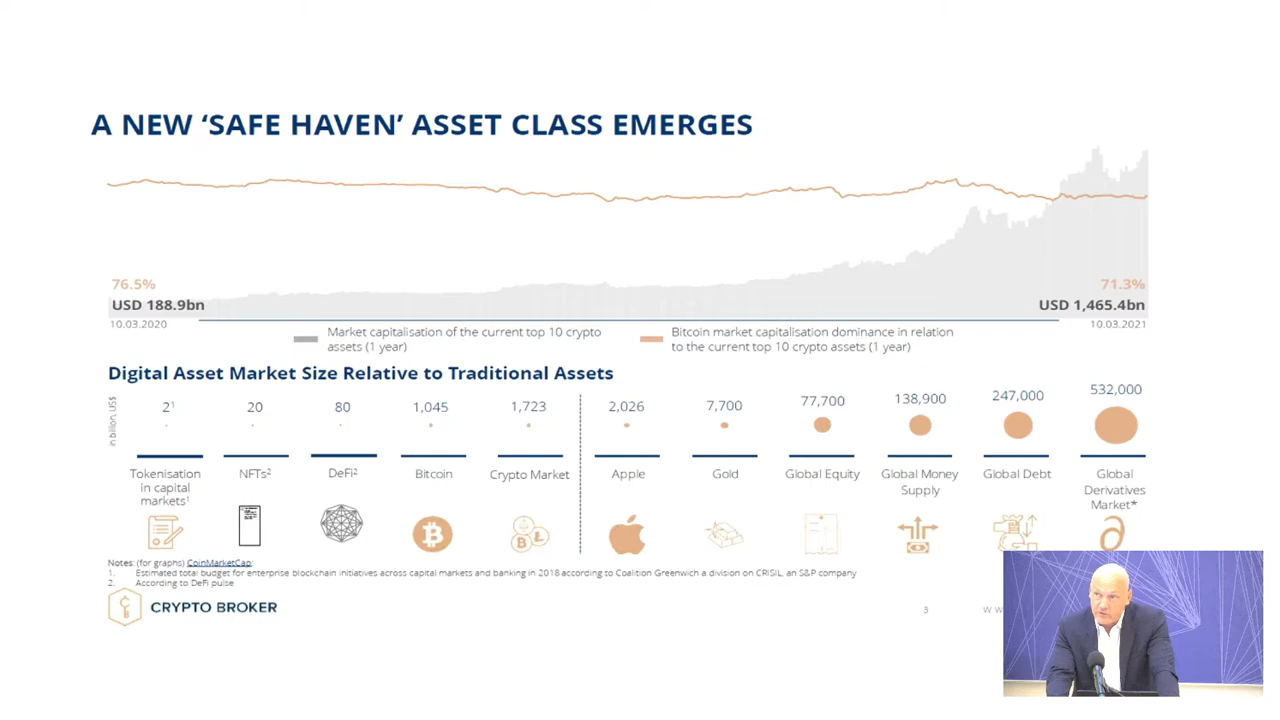 A NEW ‘SAFE HAVEN’ ASSET CLASS EMERGES
76.5%
USD 188.9bn
10.03.2020
71.3%
USD 1,465.4bn
10.03.2021
Market capitalisation of the current top 10 crypto
assets (1 year)
Bitcoin market capitalisation dominance in relation
to the current top 10 crypto assets (1 year)
Digital Asset Market Size Relative to Traditional Assets
in billion, US$
2¹
20
80
1,045
1,723
2,026
7,700
77,700
138,900
247,000
532,000
Tokenisation
in capital
markets¹
NFTs²
DeFi²
Bitcoin
Crypto Market
Apple
Gold
Global Equity
Global Money
Supply
Global Debt
Global
Derivatives
Market*
Notes: (for graphs) CoinMarketCap;
1. Estimated total budget for enterprise blockchain initiatives across capital markets and banking in 2018 according to Coalition Greenwich a division on CRISIL, an S&P company
2. According to DeFi pulse
CRYPTO BROKER
3
W W